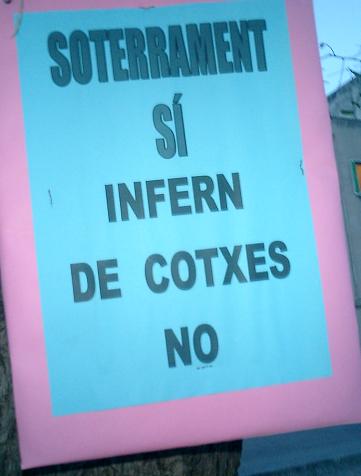 SOTERRAMENT
SÍ
INFERN
DE COTXES
NO